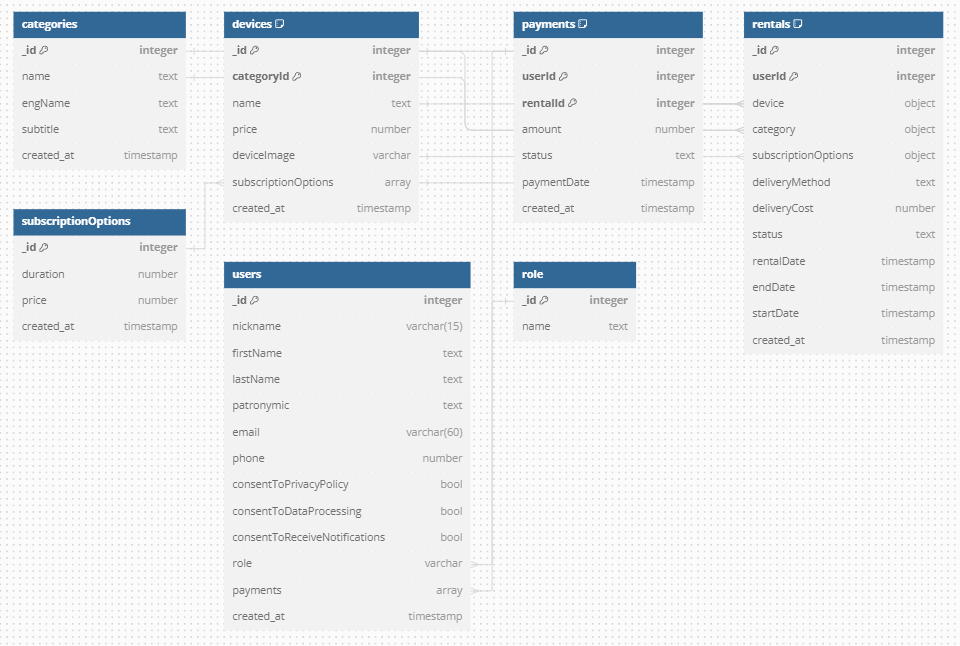 categories
_id integer
name text
engName text
subtitle text
created_at timestamp
subscriptionOptions
_id integer
duration number
price number
created_at timestamp
devices
_id integer
categoryId integer
name text
price number
deviceImage varchar
subscriptionOptions array
created_at timestamp
users
_id integer
nickname varchar(15)
firstName text
lastName text
patronymic text
email varchar(60)
phone number
consentToPrivacyPolicy bool
consentToDataProcessing bool
consentToReceiveNotifications bool
role varchar
payments array
created_at timestamp
payments
_id integer
userId integer
rentalId integer
amount number
status text
paymentDate timestamp
created_at timestamp
role
_id integer
name text
rentals
_id integer
userId integer
device object
category object
subscriptionOptions object
deliveryMethod text
deliveryCost number
status text
rentalDate timestamp
endDate timestamp
startDate timestamp
created_at timestamp